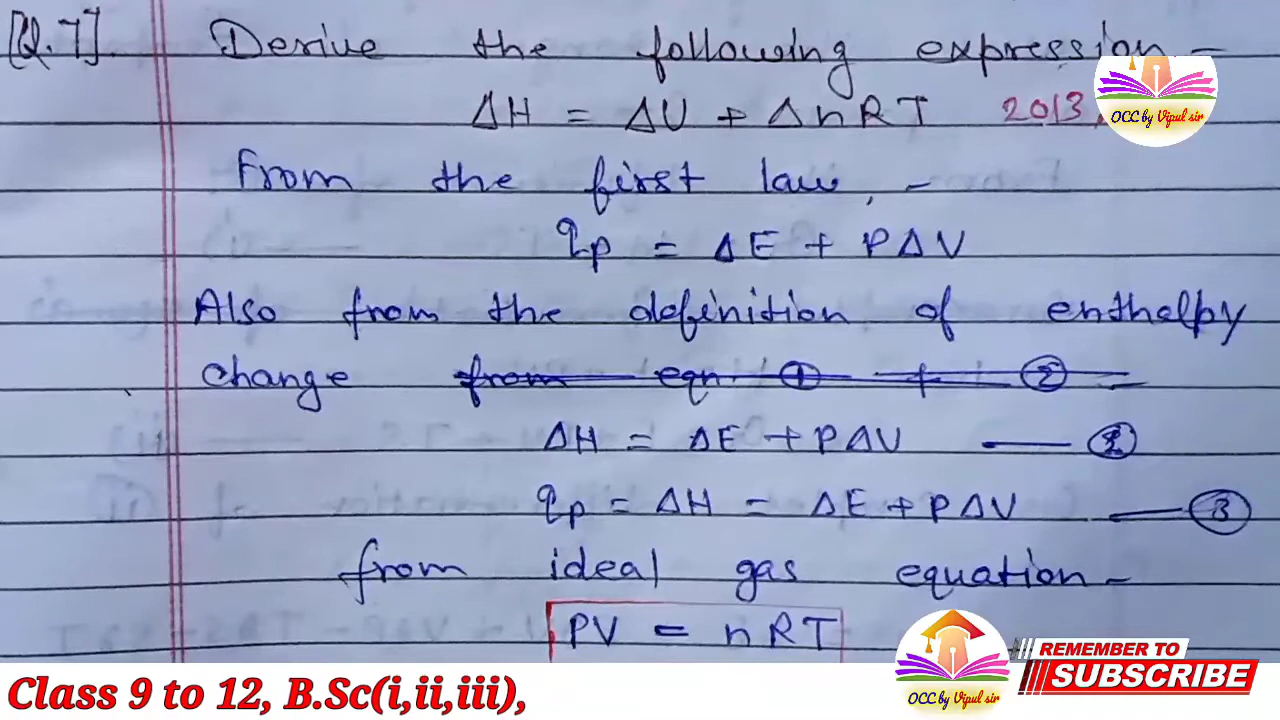 [Q.7]. Derive the following expression -
ΔH = ΔU + ΔnRT 2013,
OCC by Vipul sir
From the first law, -
qp = ΔE + PΔV
Also from the definition of enthalpy
change from eqn. ① + ②
ΔH = ΔE + PΔV — ②
qp = ΔH = ΔE + PΔV — ③
from ideal gas equation -
PV = nRT
OCC by Vipul sir
REMEMBER TO
SUBSCRIBE
Class 9 to 12, B.Sc(i,ii,iii),